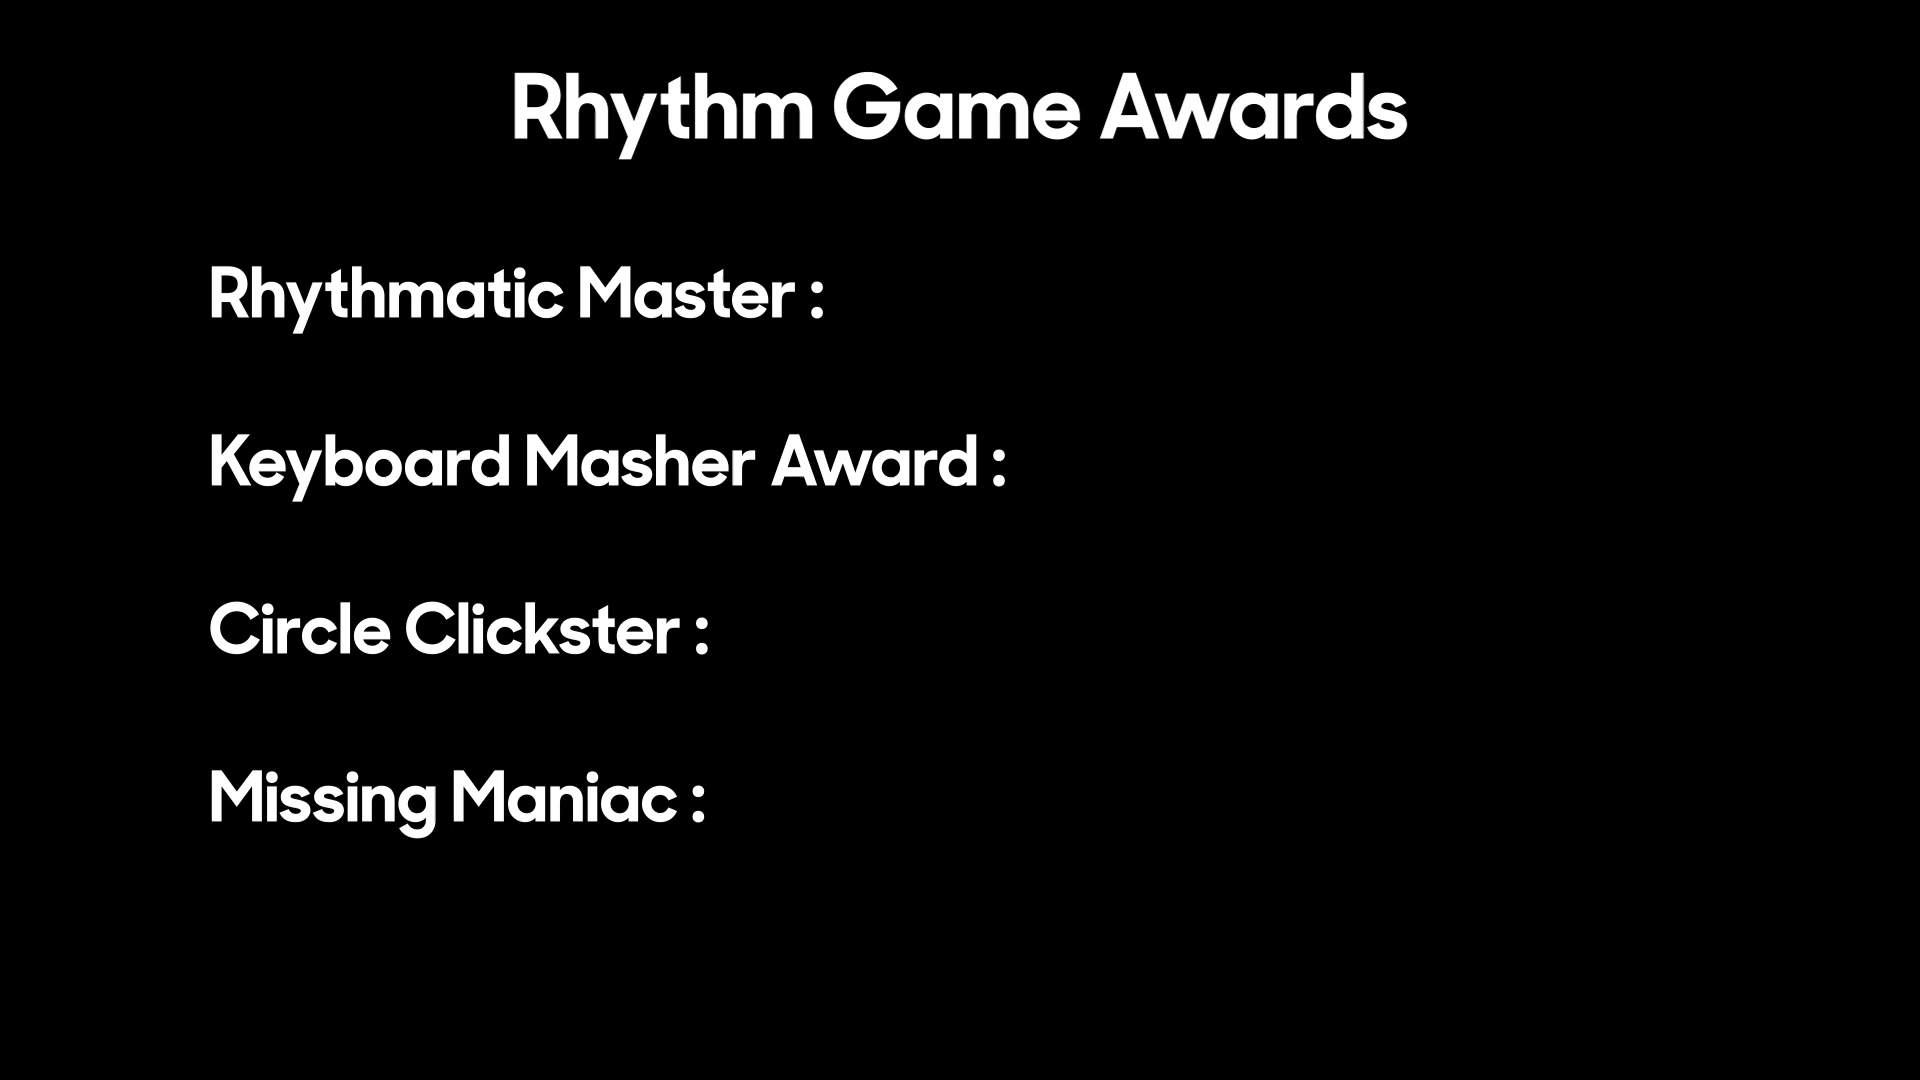 Rhythm Game Awards
Rhythmatic Master :
Keyboard Masher Award :
Circle Clickster :
Missing Maniac :